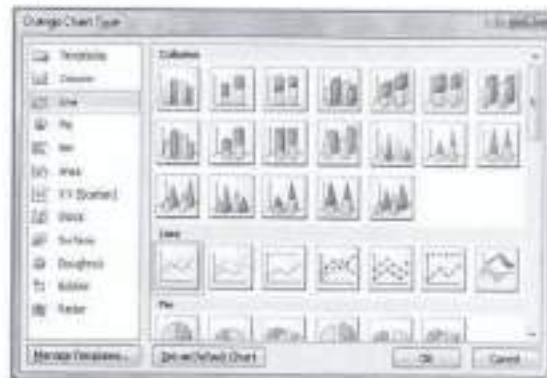 Change Chart Type
Templates
Column
Line
Pie
Bar
Area
X Y (Scatter)
Stock
Surface
Doughnut
Bubble
Radar
Column
Line
Pie
Manage Templates...
Set as Default Chart
OK
Cancel